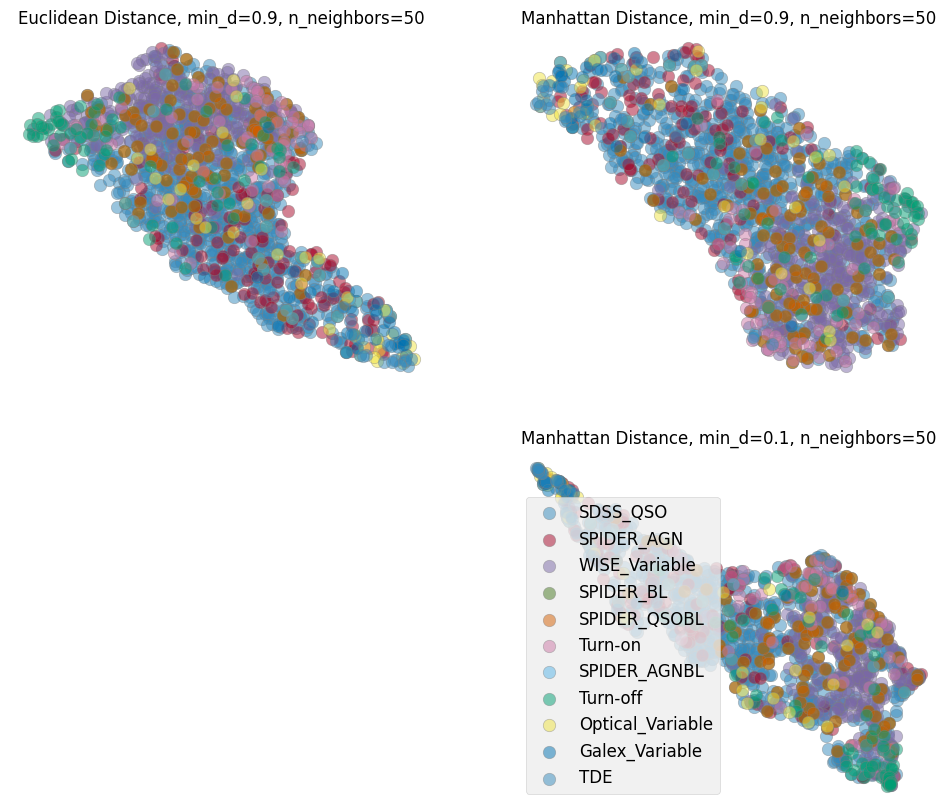 Euclidean Distance, min_d=0.9, n_neighbors=50
Manhattan Distance, min_d=0.9, n_neighbors=50
Manhattan Distance, min_d=0.1, n_neighbors=50
SDSS_QSO
SPIDER_AGN
WISE_Variable
SPIDER_BL
SPIDER_QSOBL
Turn-on
SPIDER_AGNBL
Turn-off
Optical_Variable
Galex_Variable
TDE